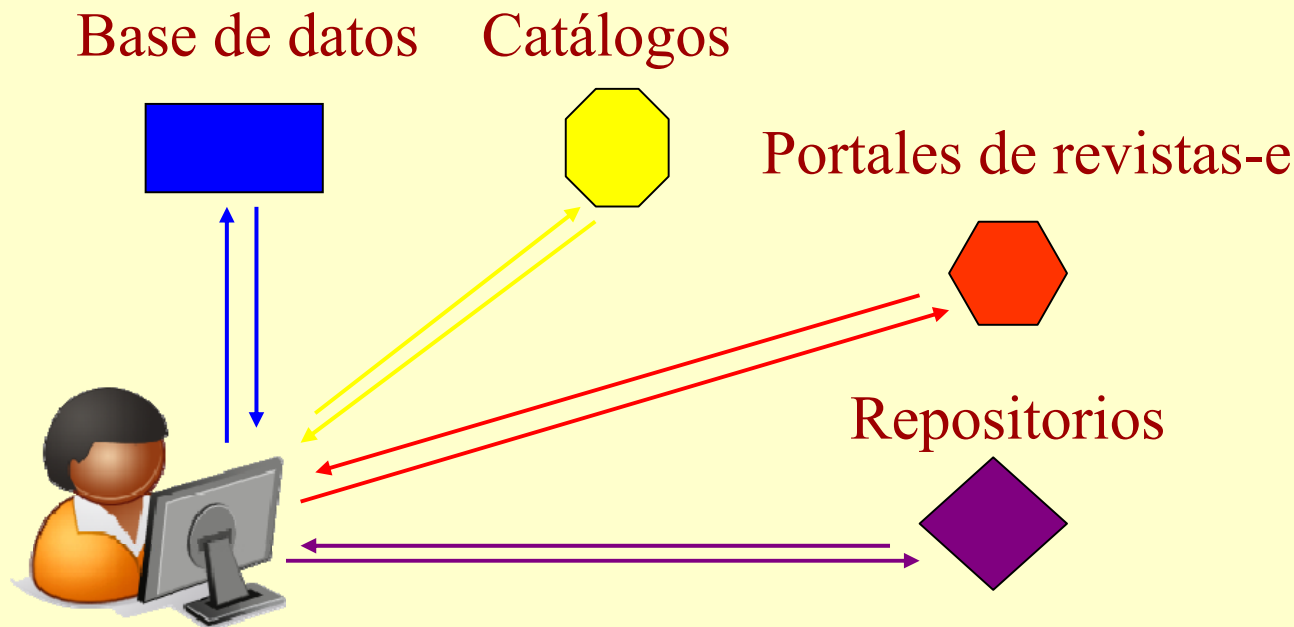 Base de datos
Catálogos
Portales de revistas-e
Repositorios